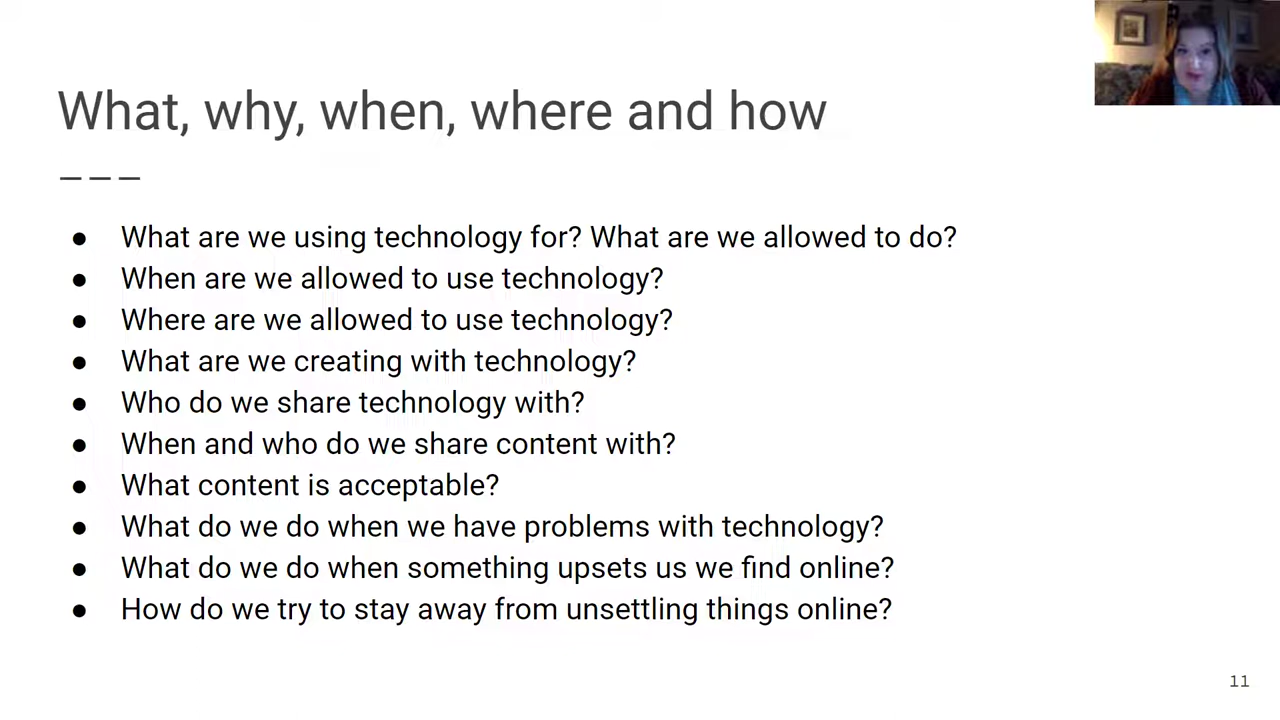 What, why, when, where and how
● What are we using technology for? What are we allowed to do?
● When are we allowed to use technology?
● Where are we allowed to use technology?
● What are we creating with technology?
● Who do we share technology with?
● When and who do we share content with?
● What content is acceptable?
● What do we do when we have problems with technology?
● What do we do when something upsets us we find online?
● How do we try to stay away from unsettling things online?
11